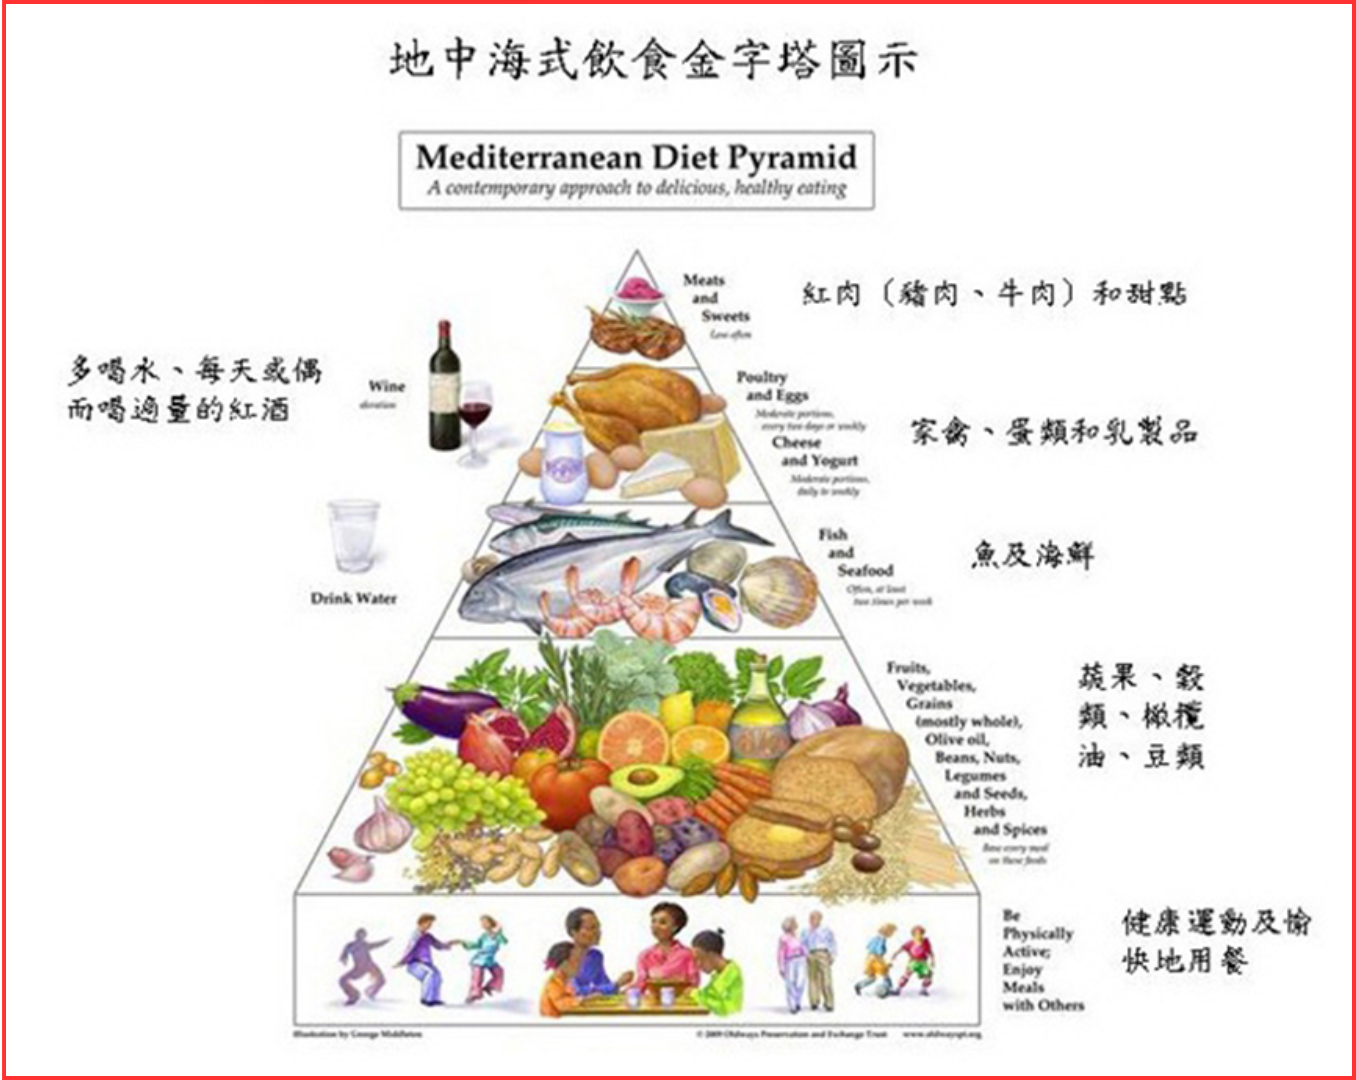 地中海式飲食金字塔圖示
Mediterranean Diet Pyramid
A contemporary approach to delicious, healthy eating
Meats
and
Sweets
Less often
紅肉（豬肉、牛肉）和甜點
多喝水、每天或偶
而喝適量的紅酒
Wine
Poultry
and Eggs
Moderate portions,
every two days or weekly
Cheese
and Yogurt
Moderate portions,
daily to weekly
家禽、蛋類和乳製品
Drink Water
Fish
and
Seafood
Often, at least
two times per week
魚及海鮮
Fruits,
Vegetables,
Grains
(mostly whole),
Olive oil,
Beans, Nuts,
Legumes
and Seeds,
Herbs
and Spices
Base every meal
on these foods
蔬果、穀
類、橄欖
油、豆類
Be
Physically
Active;
Enjoy
Meals
with Others
健康運動及愉
快地用餐
Illustration by George Middleton
© 2009 Oldways Preservation and Exchange Trust
www.oldwayspt.org